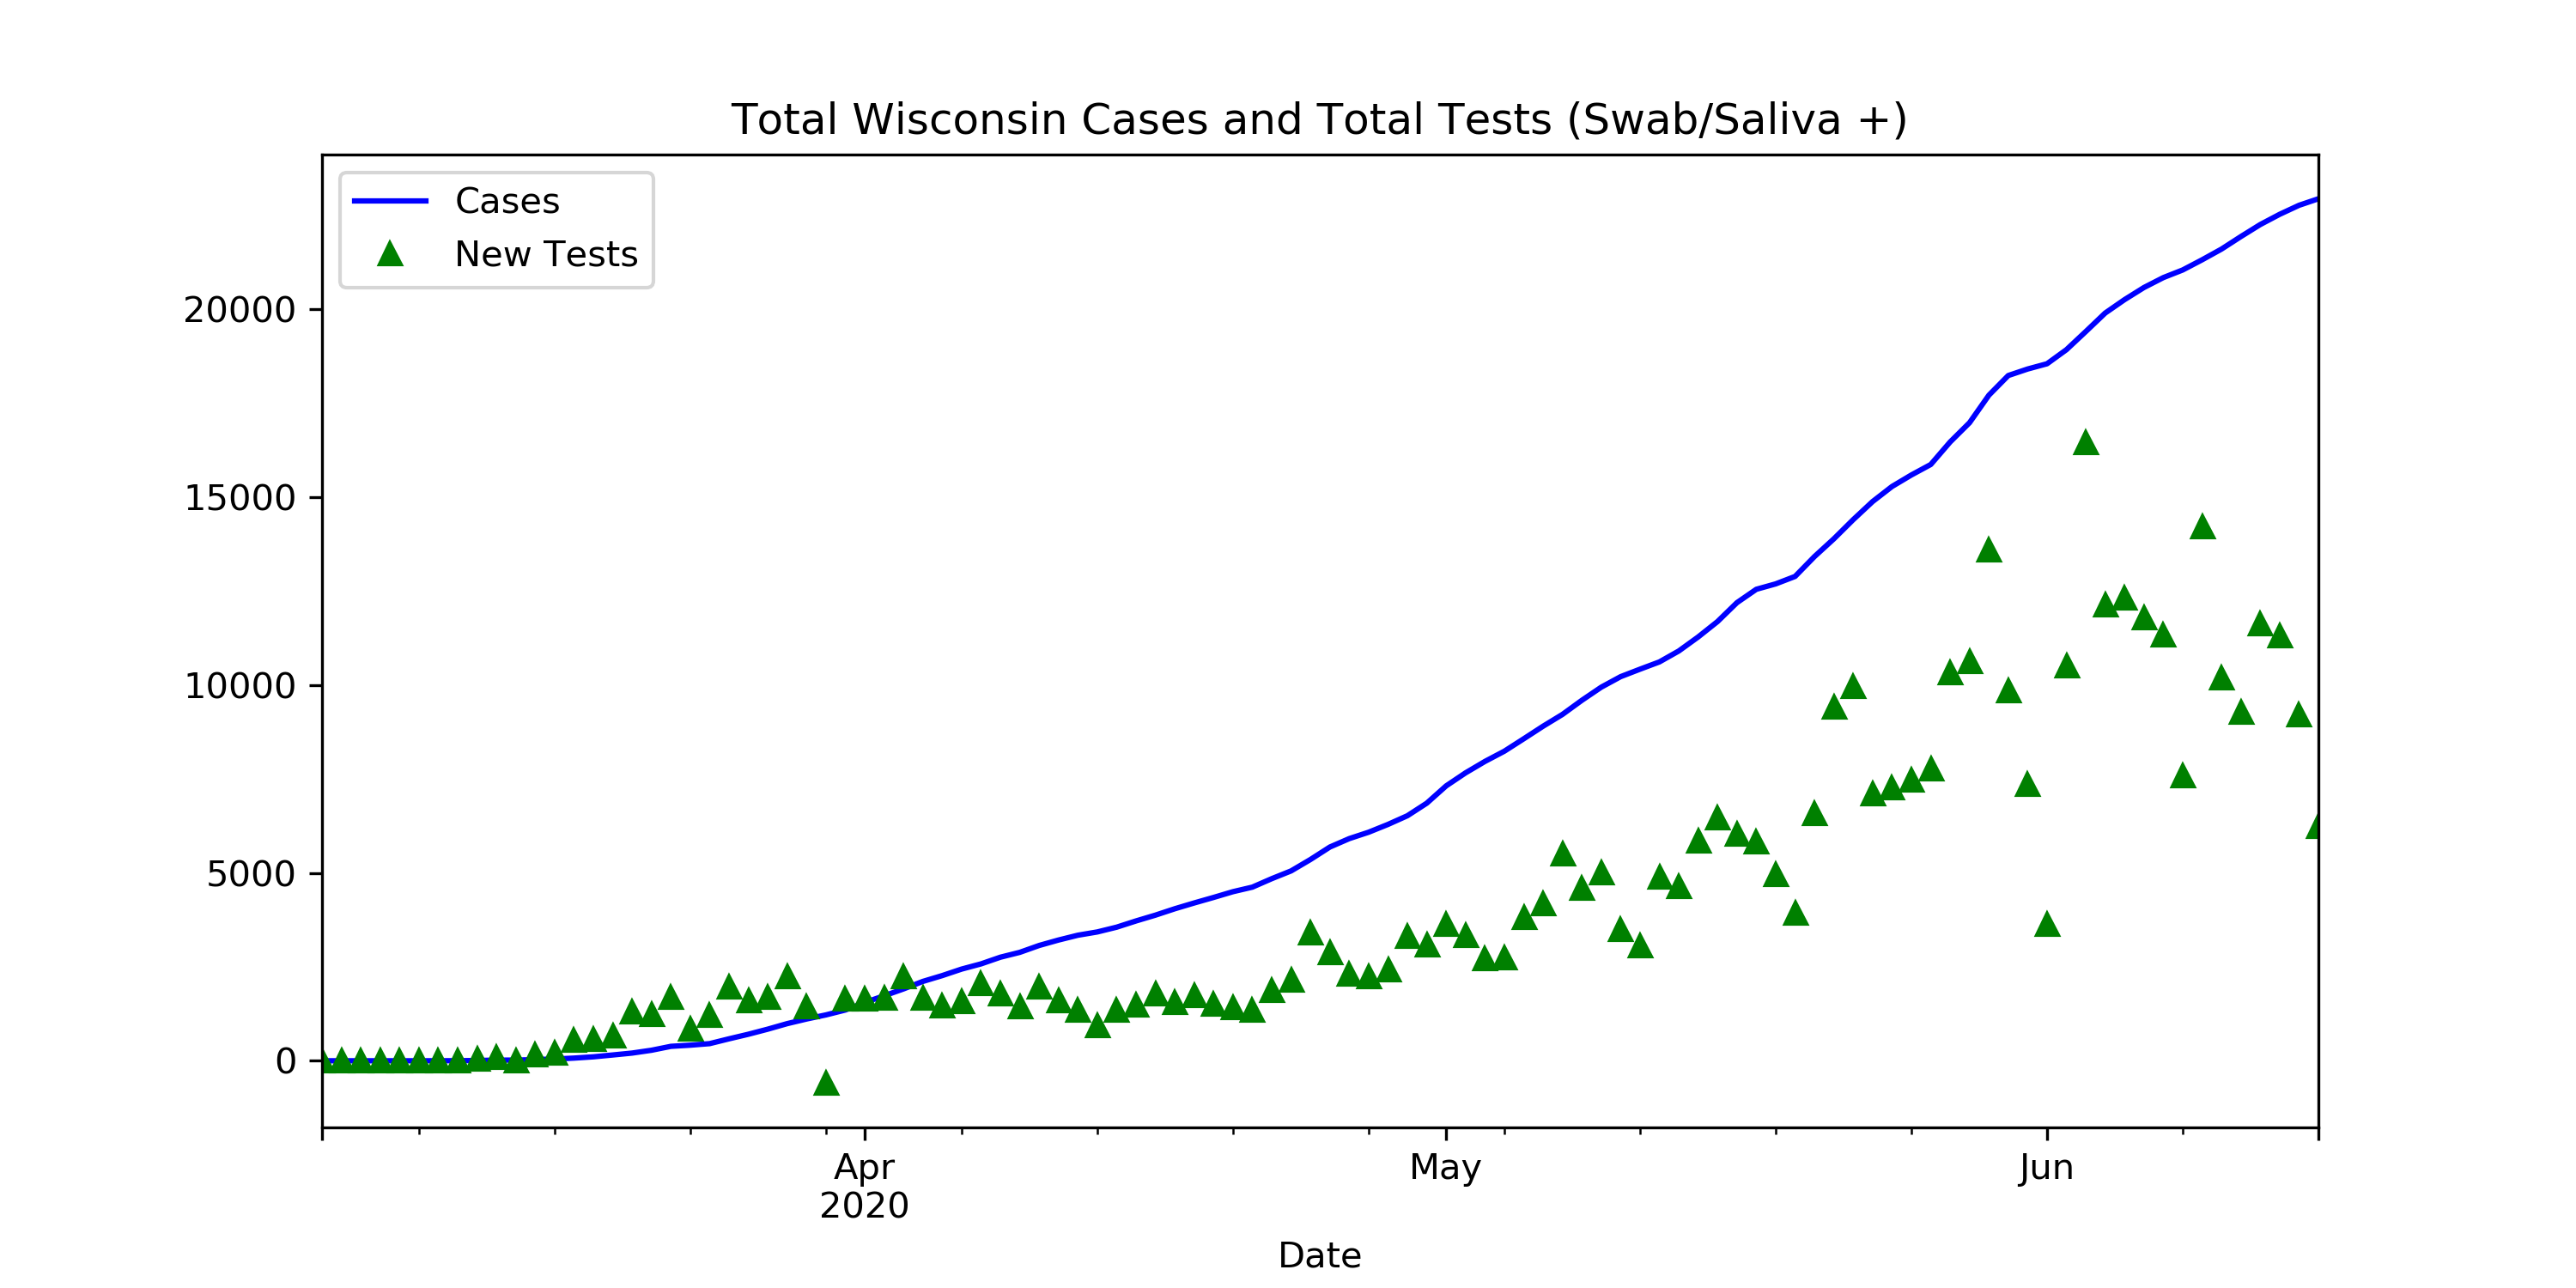 Total Wisconsin Cases and Total Tests (Swab/Saliva +)
Cases
New Tests
20000
15000
10000
5000
0
Apr
May
Jun
2020
Date